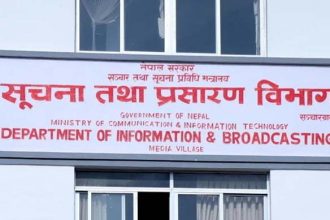 नेपाल सरकार
सञ्चार तथा सूचना प्रविधि मन्त्रालय
सूचना तथा प्रसारण विभाग
GOVERNMENT OF NEPAL
MINISTRY OF COMMUNICATION & INFORMATION TECHNOLOGY
DEPARTMENT OF INFORMATION & BROADCASTING
MEDIA VILLAGE